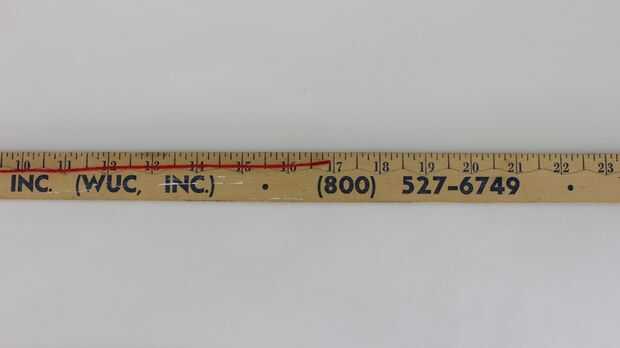 10 11 12 13 14 15 16 17 18 19 20 21 22 23
INC. (WUC, INC.) • (800) 527-6749 •